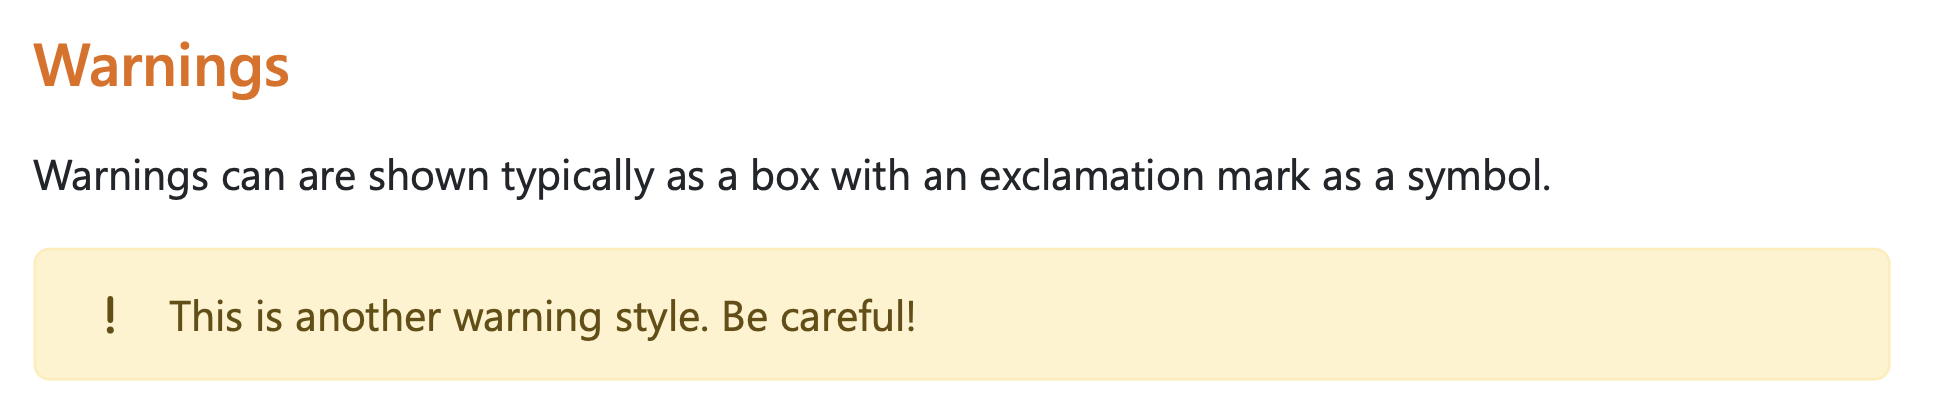 Warnings
Warnings can are shown typically as a box with an exclamation mark as a symbol.
! This is another warning style. Be careful!